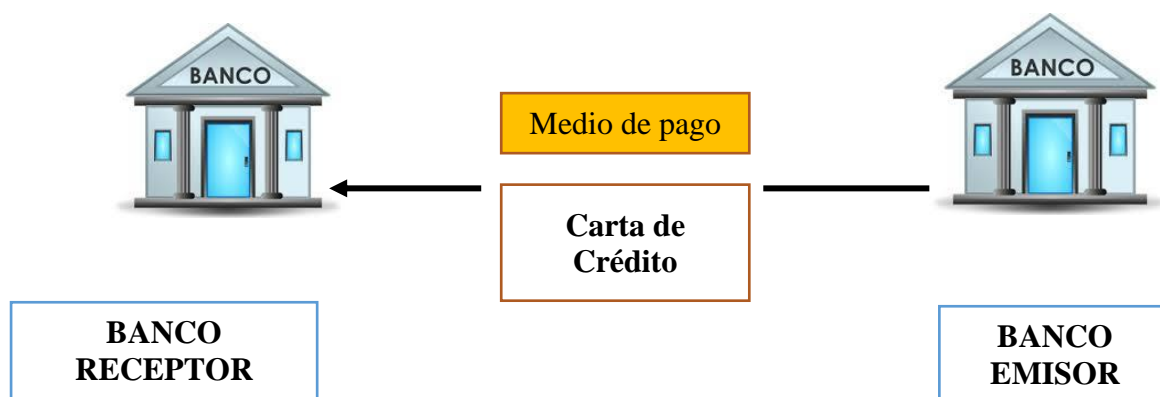 BANCO
BANCO
Medio de pago
Carta de
Crédito
BANCO
RECEPTOR
BANCO
EMISOR